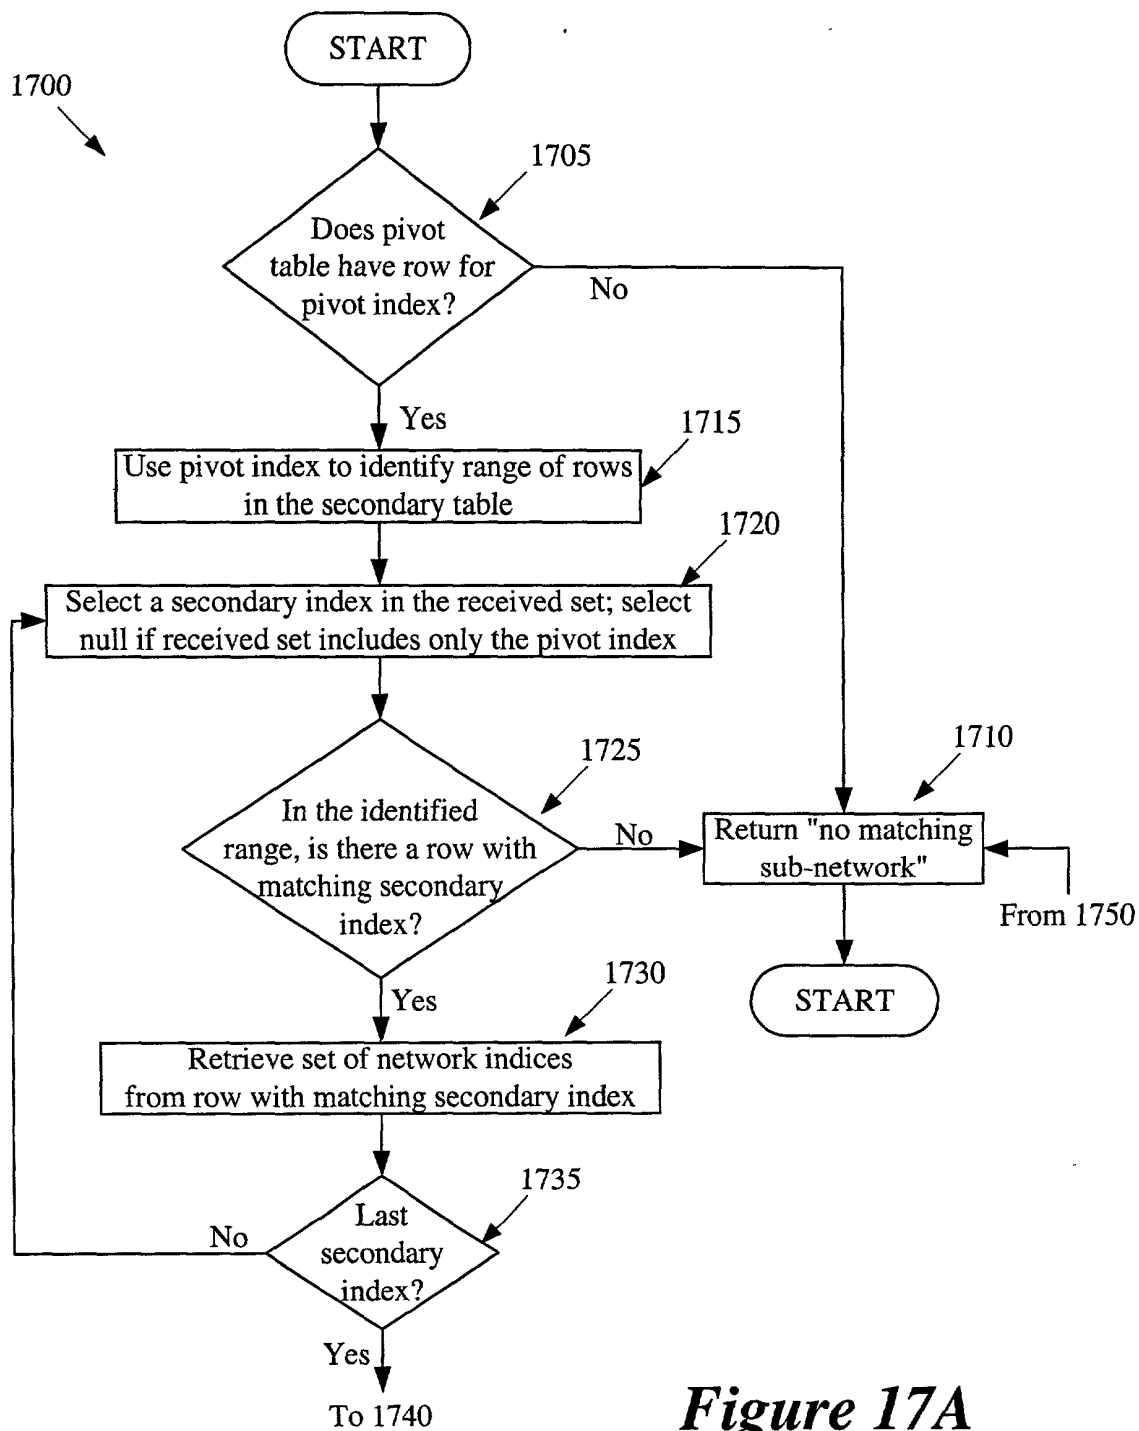 START
1700
1705
Does pivot
table have row for
pivot index?
No
Yes
1715
Use pivot index to identify range of rows
in the secondary table
1720
Select a secondary index in the received set; select
null if received set includes only the pivot index
1725
In the identified
range, is there a row with
matching secondary
index?
No
1710
Return "no matching
sub-network"
From 1750
START
Yes
1730
Retrieve set of network indices
from row with matching secondary index
1735
Last
secondary
index?
No
Yes
To 1740
Figure 17A